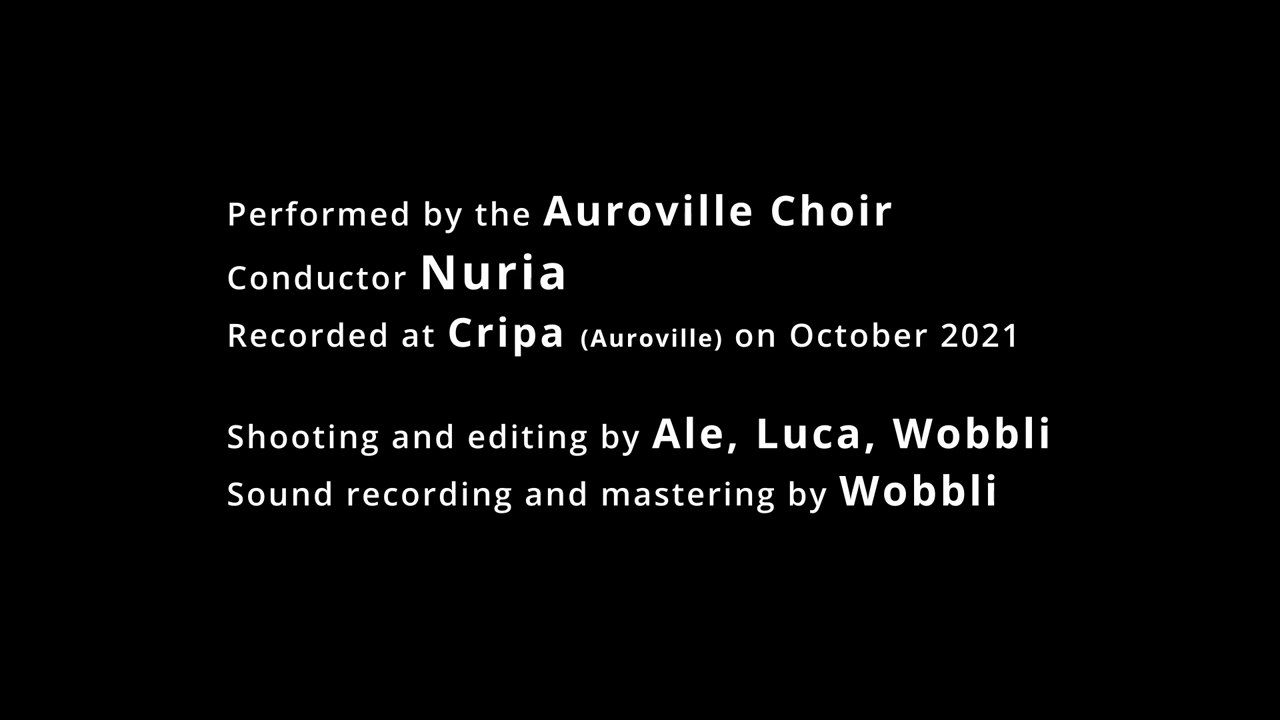 Performed by the Auroville Choir
Conductor Nuria
Recorded at Cripa (Auroville) on October 2021
Shooting and editing by Ale, Luca, Wobbli
Sound recording and mastering by Wobbli